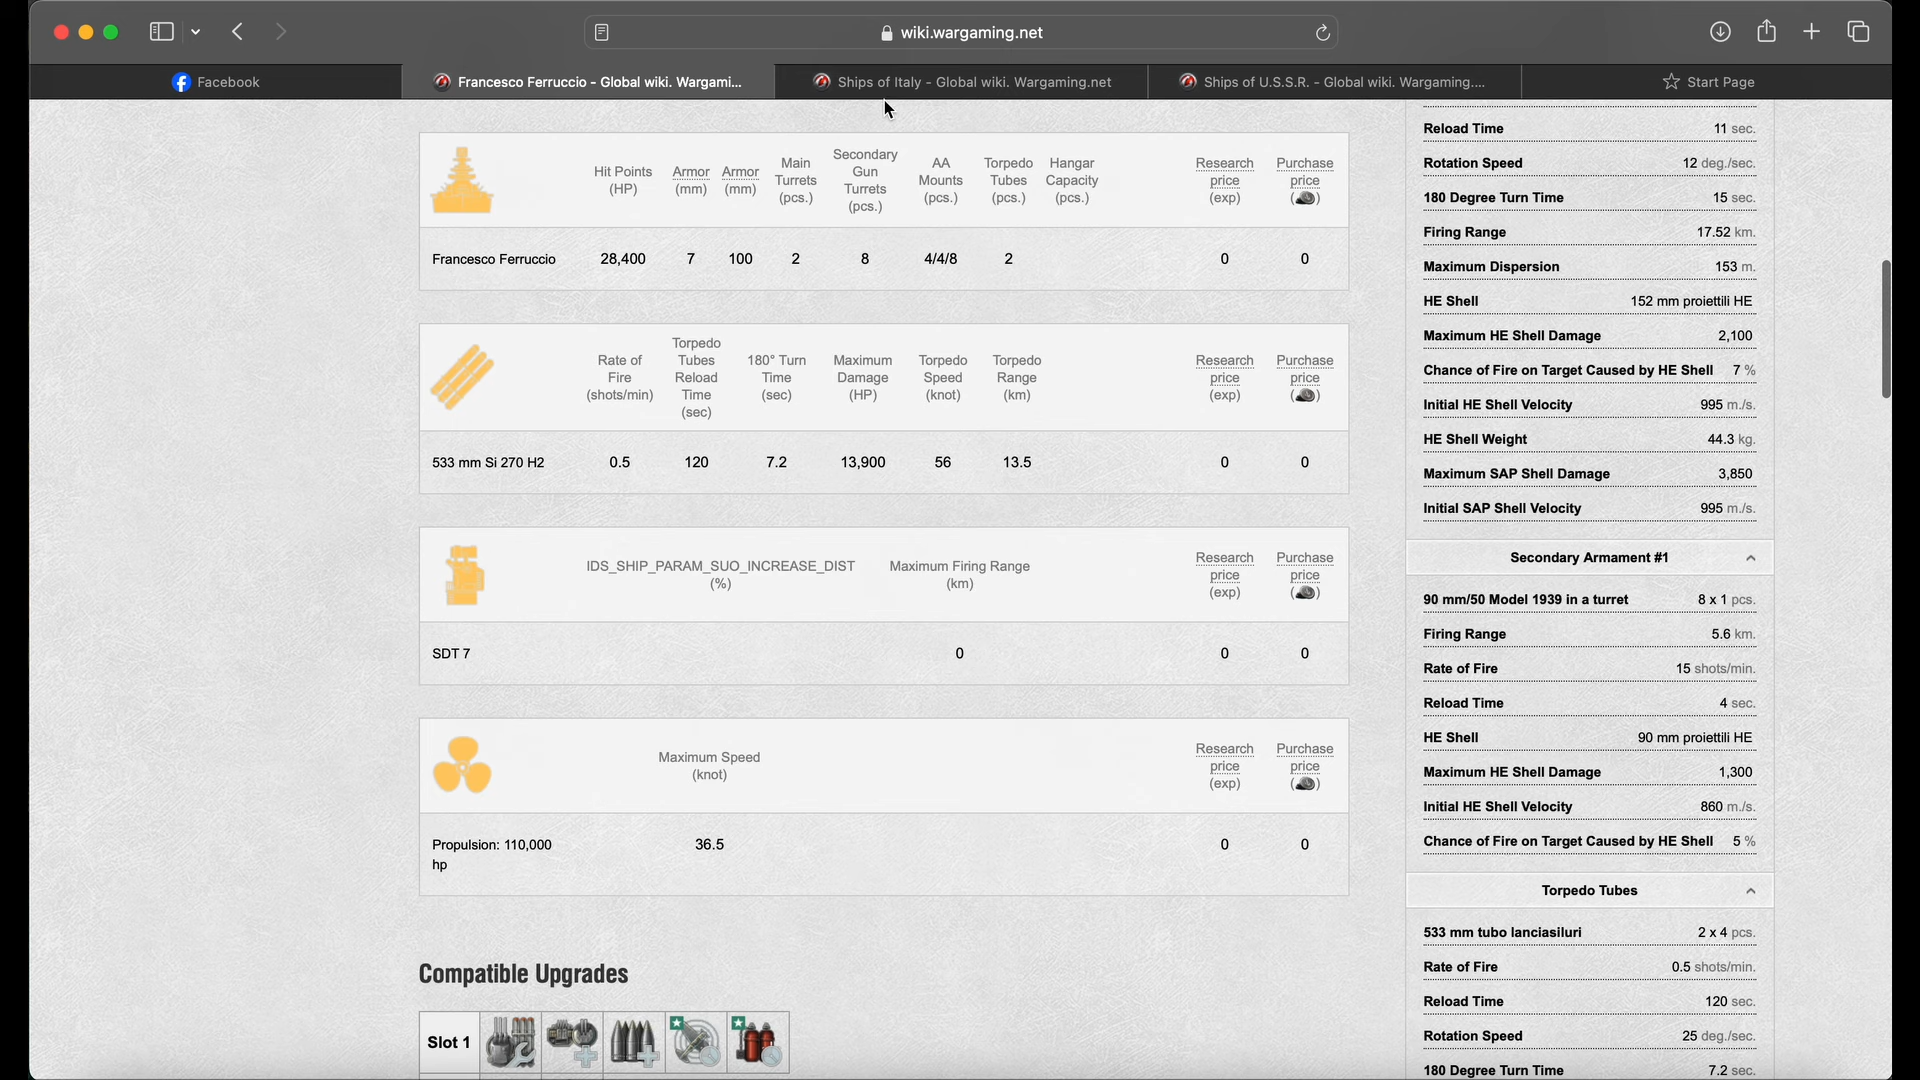 wiki.wargaming.net
Facebook
Francesco Ferruccio - Global wiki. Wargami...
Ships of Italy - Global wiki. Wargaming.net
Ships of U.S.S.R. - Global wiki. Wargaming....
Start Page
Hit Points
(HP)
Armor
(mm)
Armor
(mm)
Main
Turrets
(pcs.)
Secondary
Gun
Turrets
(pcs.)
AA
Mounts
(pcs.)
Torpedo
Tubes
(pcs.)
Hangar
Capacity
(pcs.)
Research
price
(exp)
Purchase
price
( )
Francesco Ferruccio 28,400 7 100 2 8 4/4/8 2 0 0
Rate of
Fire
(shots/min)
Torpedo
Tubes
Reload
Time
(sec)
180° Turn
Time
(sec)
Maximum
Damage
(HP)
Torpedo
Speed
(knot)
Torpedo
Range
(km)
Research
price
(exp)
Purchase
price
( )
533 mm Si 270 H2 0.5 120 7.2 13,900 56 13.5 0 0
IDS_SHIP_PARAM_SUO_INCREASE_DIST
(%)
Maximum Firing Range
(km)
Research
price
(exp)
Purchase
price
( )
SDT 7 0 0 0
Maximum Speed
(knot)
Research
price
(exp)
Purchase
price
( )
Propulsion: 110,000
hp
36.5 0 0
Compatible Upgrades
Slot 1
Reload Time 11 sec.
Rotation Speed 12 deg./sec.
180 Degree Turn Time 15 sec.
Firing Range 17.52 km.
Maximum Dispersion 153 m.
HE Shell 152 mm proiettili HE
Maximum HE Shell Damage 2,100
Chance of Fire on Target Caused by HE Shell 7 %
Initial HE Shell Velocity 995 m./s.
HE Shell Weight 44.3 kg.
Maximum SAP Shell Damage 3,850
Initial SAP Shell Velocity 995 m./s.
Secondary Armament #1
90 mm/50 Model 1939 in a turret 8 x 1 pcs.
Firing Range 5.6 km.
Rate of Fire 15 shots/min.
Reload Time 4 sec.
HE Shell 90 mm proiettili HE
Maximum HE Shell Damage 1,300
Initial HE Shell Velocity 860 m./s.
Chance of Fire on Target Caused by HE Shell 5 %
Torpedo Tubes
533 mm tubo lanciasiluri 2 x 4 pcs.
Rate of Fire 0.5 shots/min.
Reload Time 120 sec.
Rotation Speed 25 deg./sec.
180 Degree Turn Time 7.2 sec.